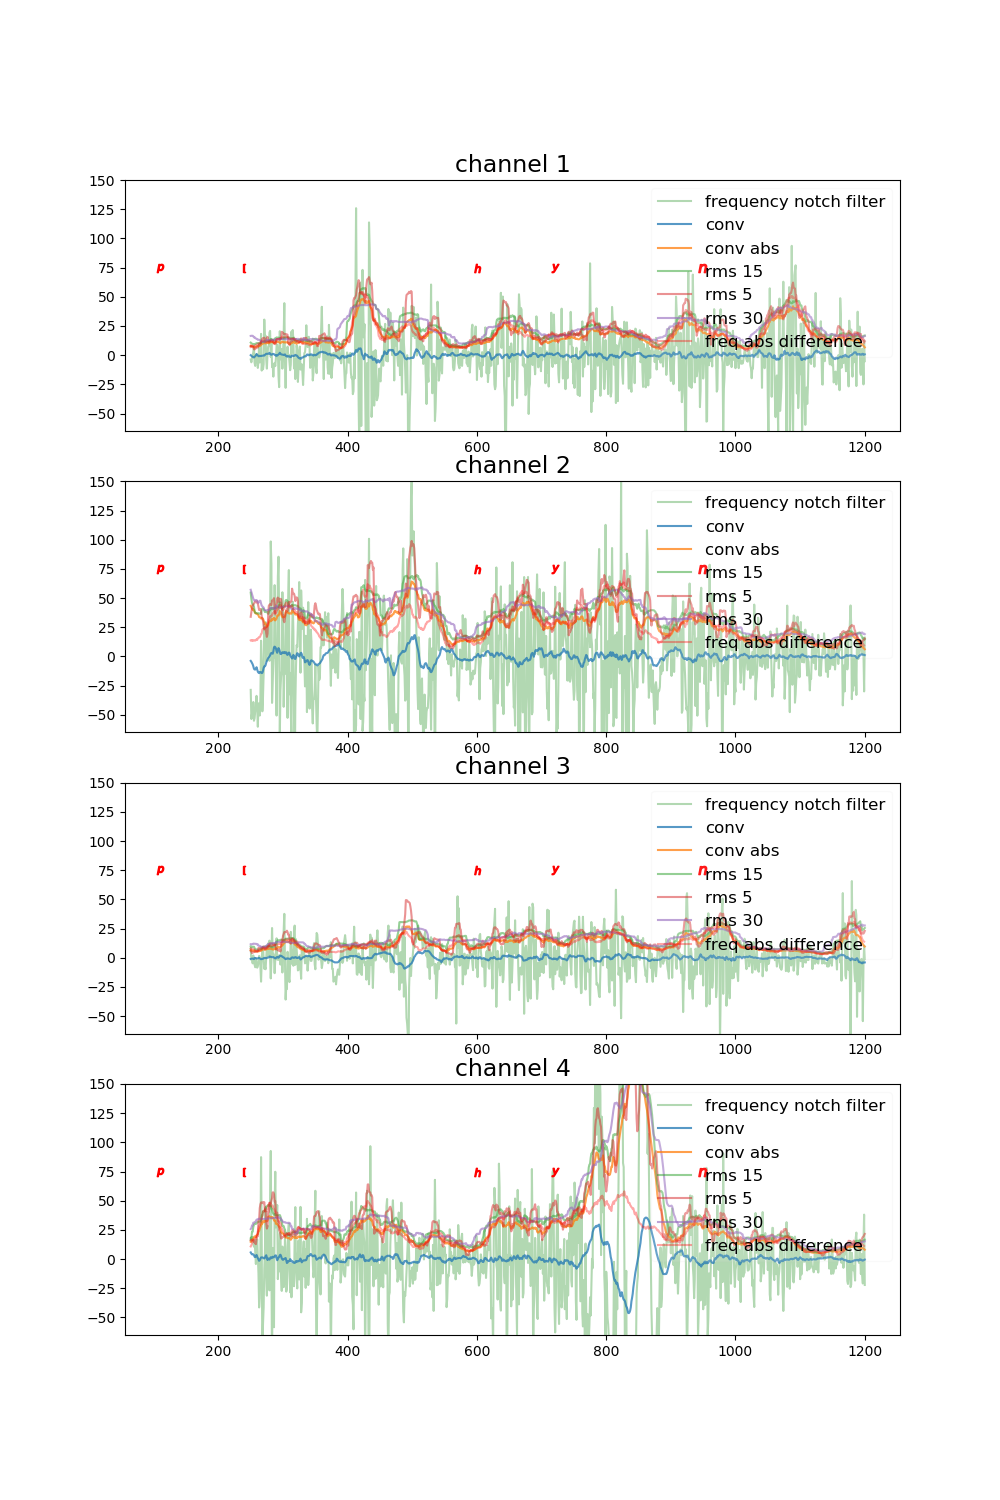 channel 1
150
125
100
75
50
25
0
−25
−50
p h y n
frequency notch filter
conv
conv abs
rms 15
rms 5
rms 30
freq abs difference
200 400 600 800 1000 1200
channel 2
150
125
100
75
50
25
0
−25
−50
p h y n
frequency notch filter
conv
conv abs
rms 15
rms 5
rms 30
freq abs difference
200 400 600 800 1000 1200
channel 3
150
125
100
75
50
25
0
−25
−50
p h y n
frequency notch filter
conv
conv abs
rms 15
rms 5
rms 30
freq abs difference
200 400 600 800 1000 1200
channel 4
150
125
100
75
50
25
0
−25
−50
p h y n
frequency notch filter
conv
conv abs
rms 15
rms 5
rms 30
freq abs difference
200 400 600 800 1000 1200